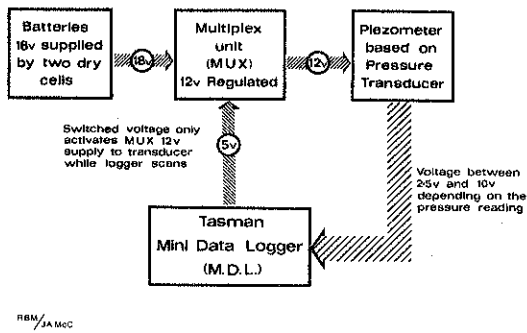 Batteries
18v supplied
by two dry
cells
18v
Multiplex
unit
(MUX)
12v Regulated
12v
Piezometer
based on
Pressure
Transducer
Switched voltage only
activates MUX 12v
supply to transducer
while logger scans
5v
Voltage between
2·5v and 10v
depending on the
pressure reading
Tasman
Mini Data Logger
(M.D.L.)
RBM/JAMcC